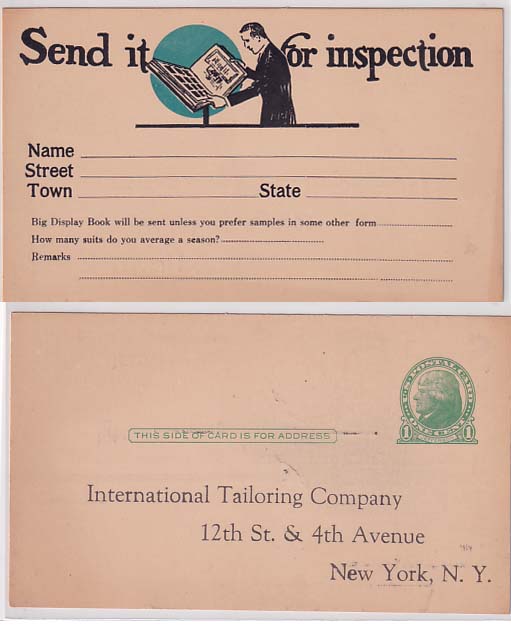 Send it for inspection
Name
Street
Town State
Big Display Book will be sent unless you prefer samples in some other form
How many suits do you average a season?
Remarks
THIS SIDE OF CARD IS FOR ADDRESS
1 1
International Tailoring Company
12th St. & 4th Avenue
New York, N. Y.